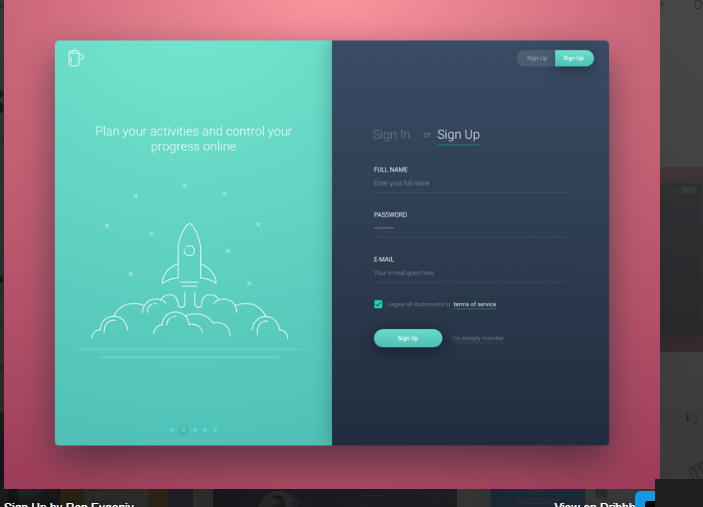 Sign Up
Sign Up
Plan your activities and control your
progress online
Sign In or Sign Up
FULL NAME
Enter your full name
PASSWORD
E-MAIL
Your e-mail goes here
I agree all statements in terms of service
Sign Up
I'm already member
Sign Up by Ren Evgeniy
View on Dribbb